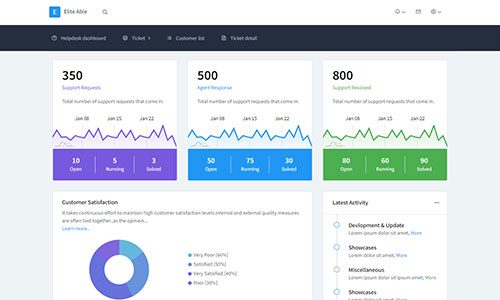 E Elite Able
Helpdesk dashboard Ticket > Customer list Ticket detail
350
Support Requests
Total number of support requests that come in.
Jan 08 Jan 15 Jan 22
10 5 3
Open Running Solved
500
Agent Response
Total number of support requests that come in.
Jan 08 Jan 15 Jan 22
50 75 30
Open Running Solved
800
Support Resolved
Total number of support requests that come in.
Jan 08 Jan 15 Jan 22
80 60 90
Open Running Solved
Customer Satisfaction
It takes continuous effort to maintain high customer satisfaction levels.Internal and external quality measures
are often tied together.,as the opinion...
Learn more..
Very Poor (66%)
Satisfied (50%)
Very Satisfied (40%)
Poor (30%)
Latest Activity
Devlopment & Update
Lorem ipsum dolor sit amet, More
Showcases
Lorem dolor sit amet, More
Miscellaneous
Lorem ipsum dolor sit ipsum amet, More
Showcases
Lorem ipsum dolor sit amet, More